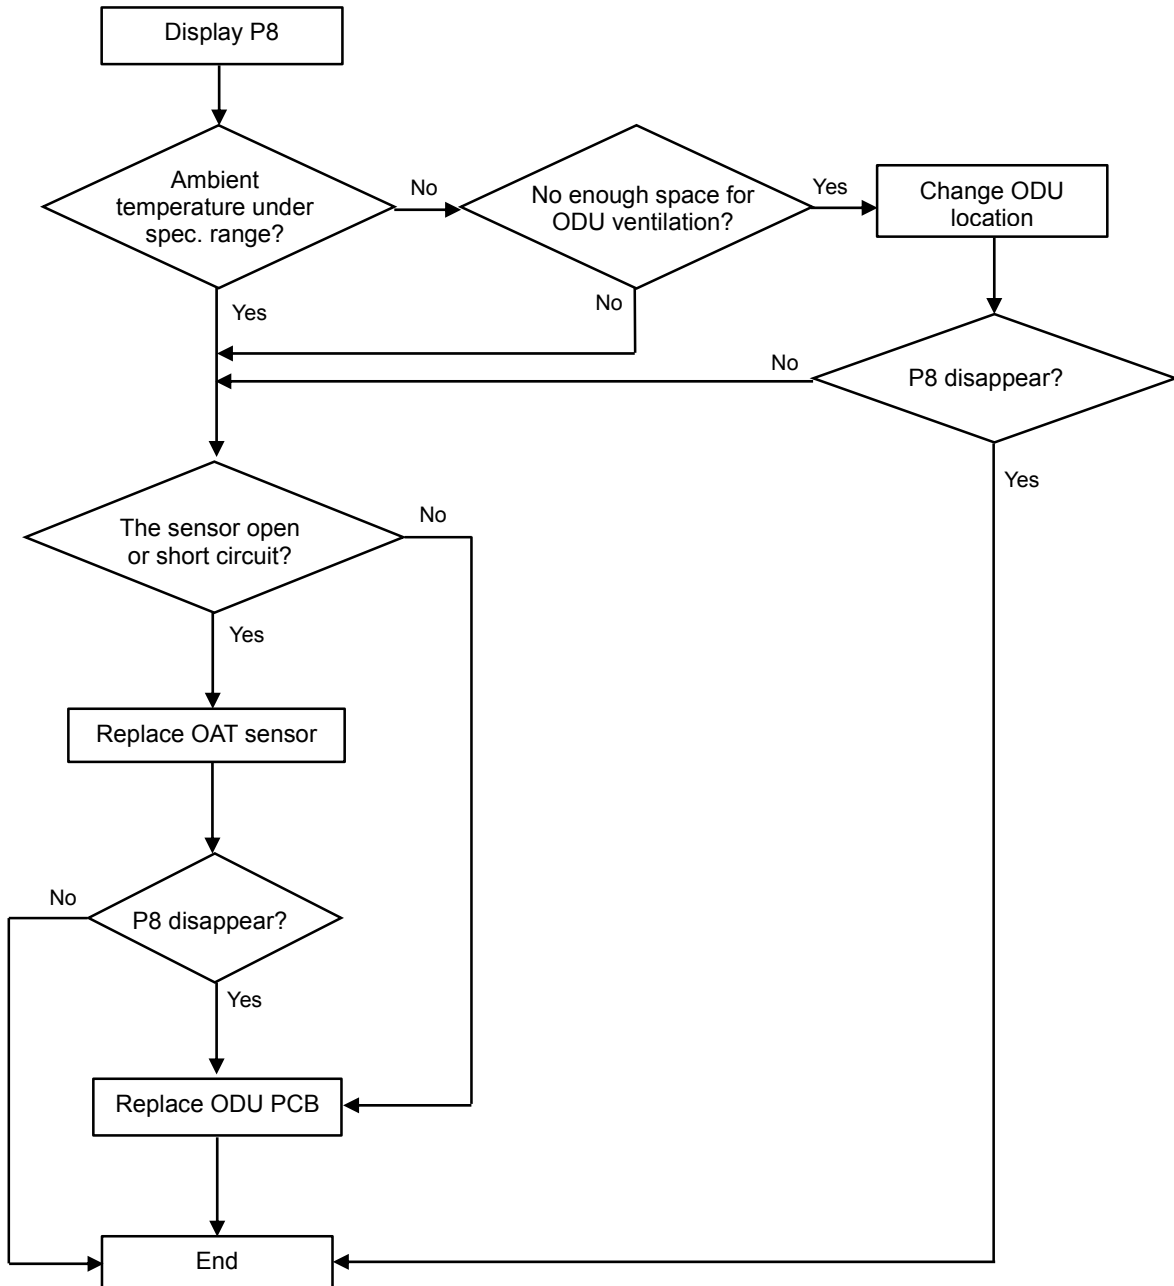 Display P8
Ambient
temperature under
spec. range?
No
No enough space for
ODU ventilation?
Yes
Change ODU
location
Yes
No
No
P8 disappear?
Yes
The sensor open
or short circuit?
No
Yes
Replace OAT sensor
No
P8 disappear?
Yes
Replace ODU PCB
End